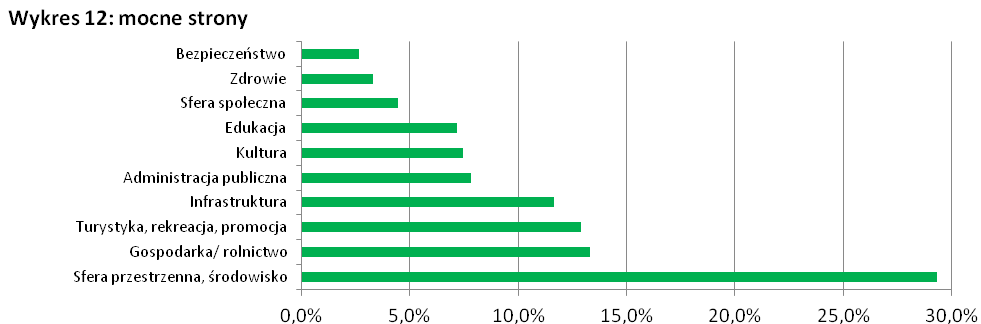 Wykres 12: mocne strony
Bezpieczeństwo
Zdrowie
Sfera społeczna
Edukacja
Kultura
Administracja publiczna
Infrastruktura
Turystyka, rekreacja, promocja
Gospodarka/ rolnictwo
Sfera przestrzenna, środowisko
0,0% 5,0% 10,0% 15,0% 20,0% 25,0% 30,0%